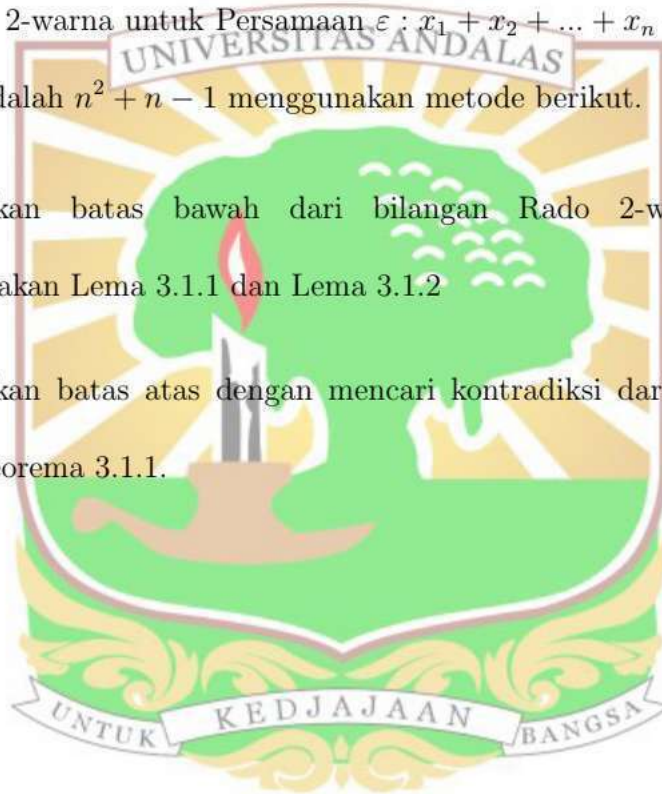 2-warna untuk Persamaan ε : x₁ + x₂ + ... + xₙ
UNIVERSITAS ANDALAS
dalah n² + n − 1 menggunakan metode berikut.
kan batas bawah dari bilangan Rado 2-w
akan Lema 3.1.1 dan Lema 3.1.2
kan batas atas dengan mencari kontradiksi dar
eorema 3.1.1.
UNTUK KEDJAJAAN BANGSA